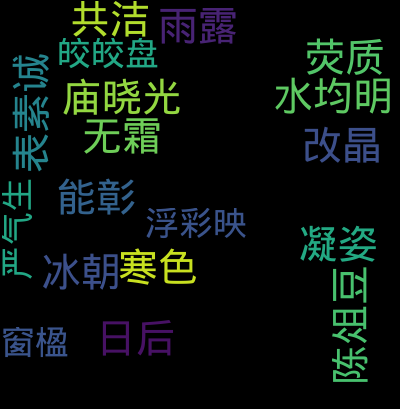 共洁
雨露
皎皎盘
荧质
表素诚
庙晓光
水均明
无霜
改晶
严气生
能彰
浮彩映
凝姿
冰朝
寒色
陈俎豆
窗楹
日后